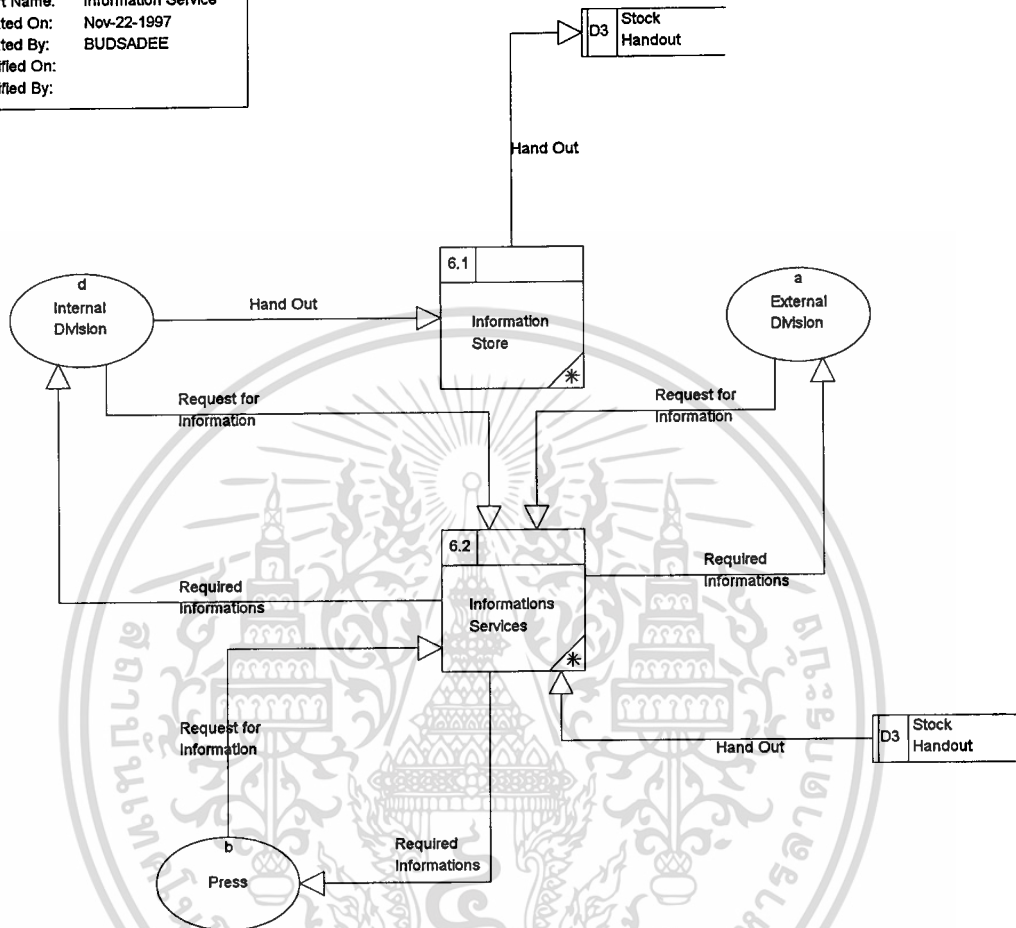 Information Service
Nov-22-1997
BUDSADEE
D3 Stock
Handout
Hand Out
6.1
Information
Store
d
Internal
Division
Hand Out
a
External
Division
Request for
Information
Request for
Information
6.2
Informations
Services
Required
Informations
Required
Informations
Request for
Information
Hand Out
D3 Stock
Handout
Required
Informations
b
Press